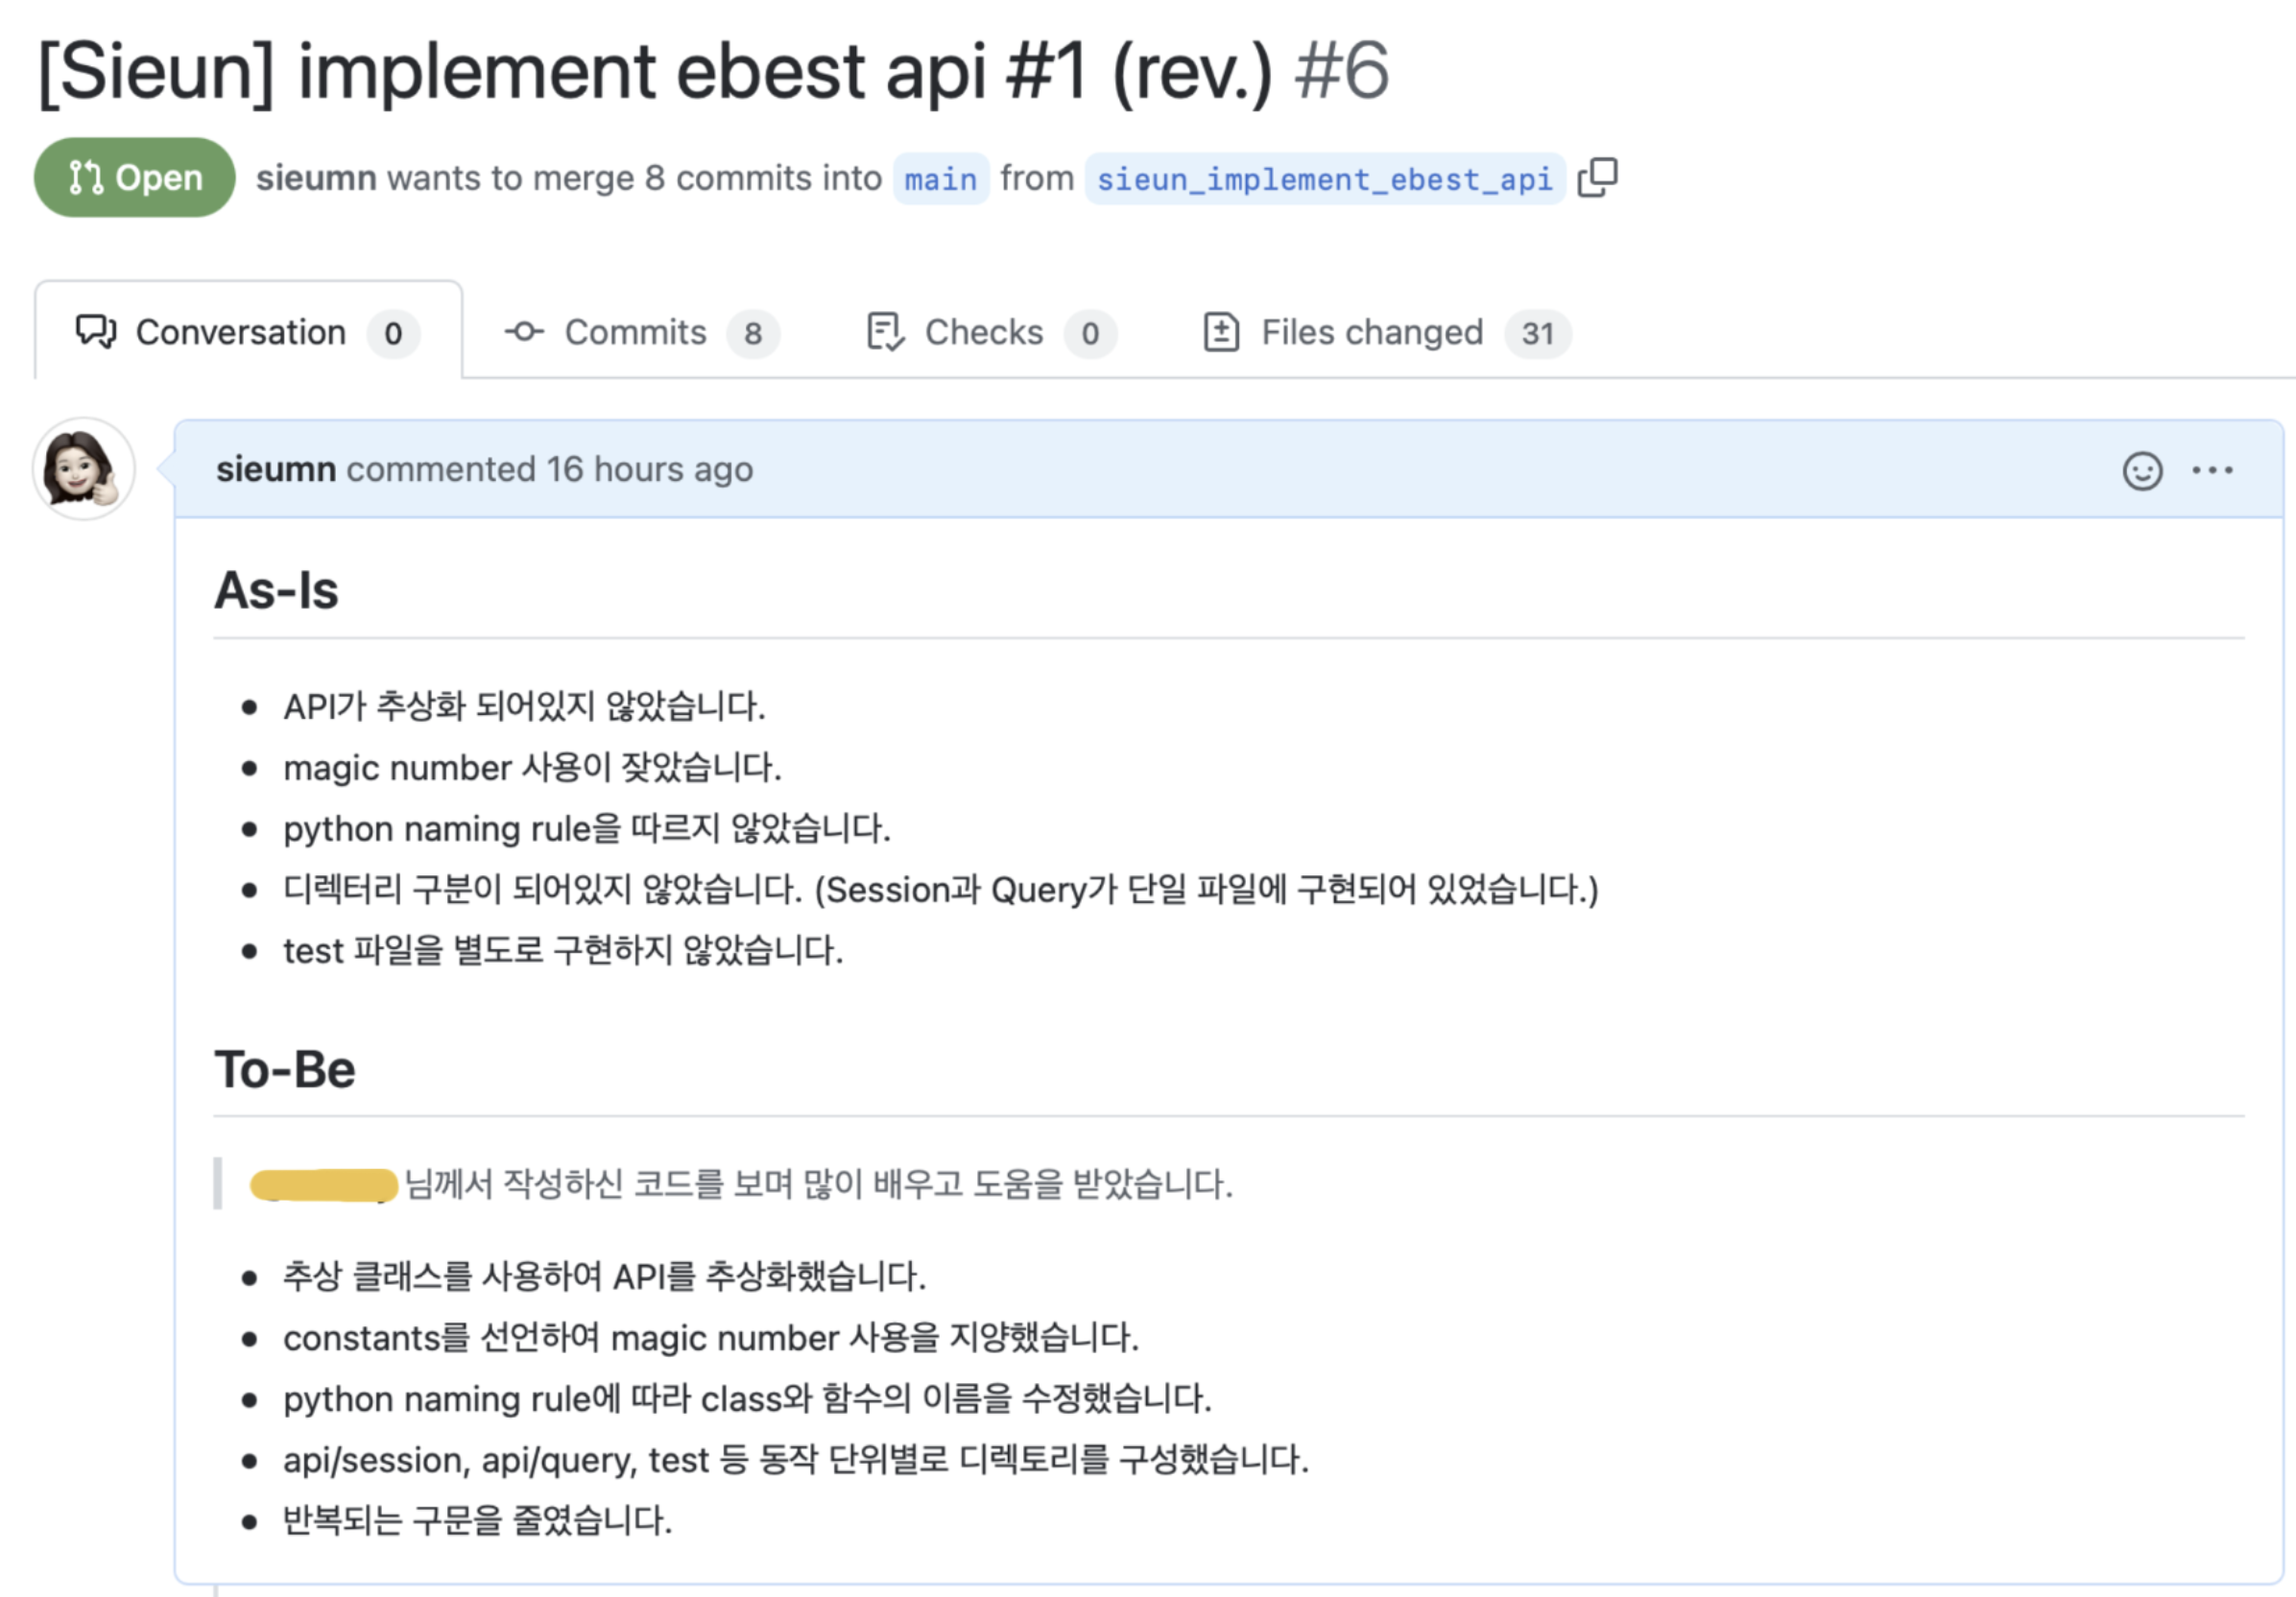 [Sieun] implement ebest api #1 (rev.) #6
Open sieumn wants to merge 8 commits into main from sieun_implement_ebest_api
Conversation 0 Commits 8 Checks 0 Files changed 31
sieumn commented 16 hours ago
As-Is
API가 추상화 되어있지 않았습니다.
magic number 사용이 잦았습니다.
python naming rule을 따르지 않았습니다.
디렉터리 구분이 되어있지 않았습니다. (Session과 Query가 단일 파일에 구현되어 있었습니다.)
test 파일을 별도로 구현하지 않았습니다.
To-Be
님께서 작성하신 코드를 보며 많이 배우고 도움을 받았습니다.
추상 클래스를 사용하여 API를 추상화했습니다.
constants를 선언하여 magic number 사용을 지양했습니다.
python naming rule에 따라 class와 함수의 이름을 수정했습니다.
api/session, api/query, test 등 동작 단위별로 디렉토리를 구성했습니다.
반복되는 구문을 줄였습니다.